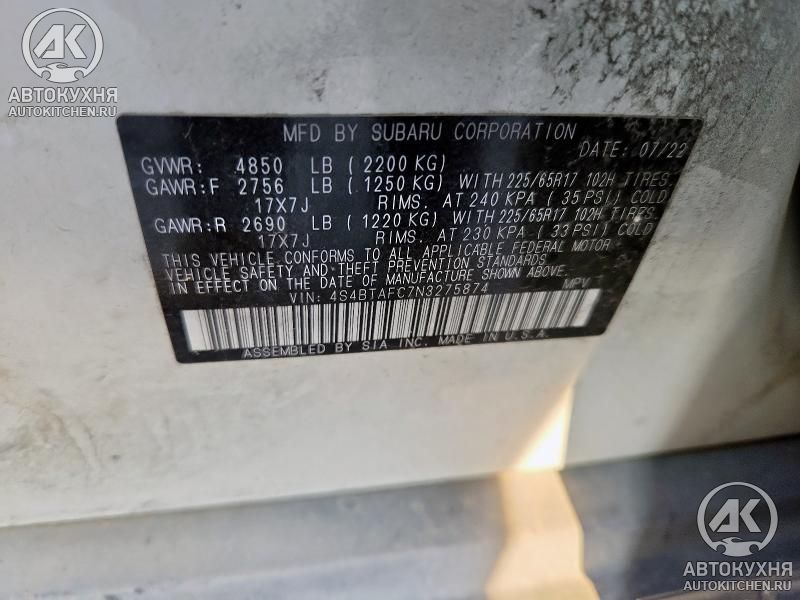 AK
АВТОКУХНЯ
AUTOKITCHEN.RU
MFD BY SUBARU CORPORATION
DATE: 07/22
GVWR: 4850 LB (2200 KG)
GAWR:F 2756 LB (1250 KG) WITH 225/65R17 102H TIRES.
17X7J RIMS. AT 240 KPA (35 PSI) COLD
GAWR:R 2690 LB (1220 KG) WITH 225/65R17 102H TIRES.
17X7J RIMS. AT 230 KPA (33 PSI) COLD
THIS VEHICLE CONFORMS TO ALL APPLICABLE FEDERAL MOTOR
VEHICLE SAFETY AND THEFT PREVENTION STANDARDS
IN EFFECT ON THE DATE OF MANUFACTURE SHOWN ABOVE.
VIN: 4S4BTAFC7N3275874 MPV
ASSEMBLED BY SIA INC. IN U.S.A.
AK
АВТОКУХНЯ
AUTOKITCHEN.RU